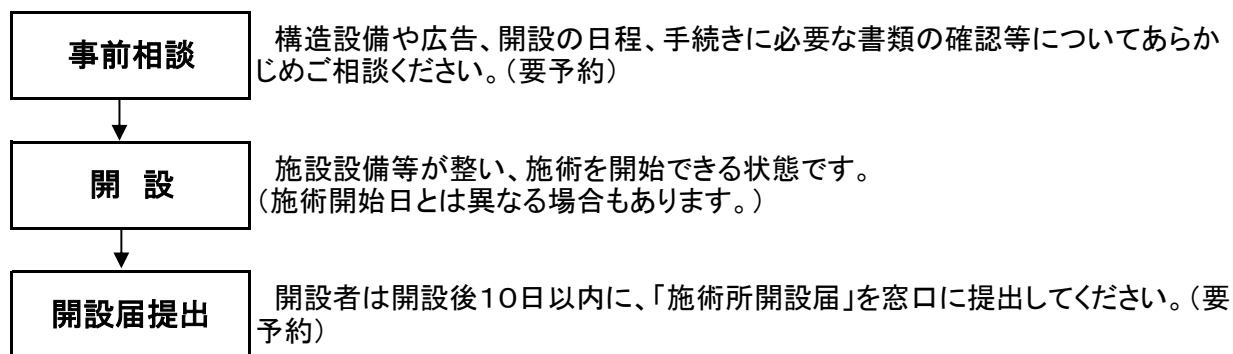 事前相談
構造設備や広告、開設の日程、手続きに必要な書類の確認等についてあらか
じめご相談ください。（要予約）
開 設
施設設備等が整い、施術を開始できる状態です。
（施術開始日とは異なる場合もあります。）
開設届提出
開設者は開設後１０日以内に、「施術所開設届」を窓口に提出してください。（要
予約）